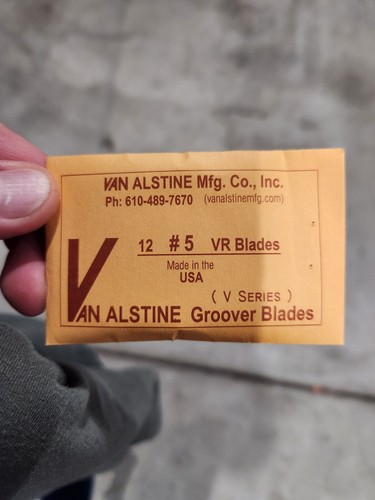 VAN ALSTINE Mfg. Co., Inc.
Ph: 610-489-7670 (vanalstinemfg.com)
12 #5 VR Blades
Made in the
USA
( V SERIES )
VAN ALSTINE Groover Blades